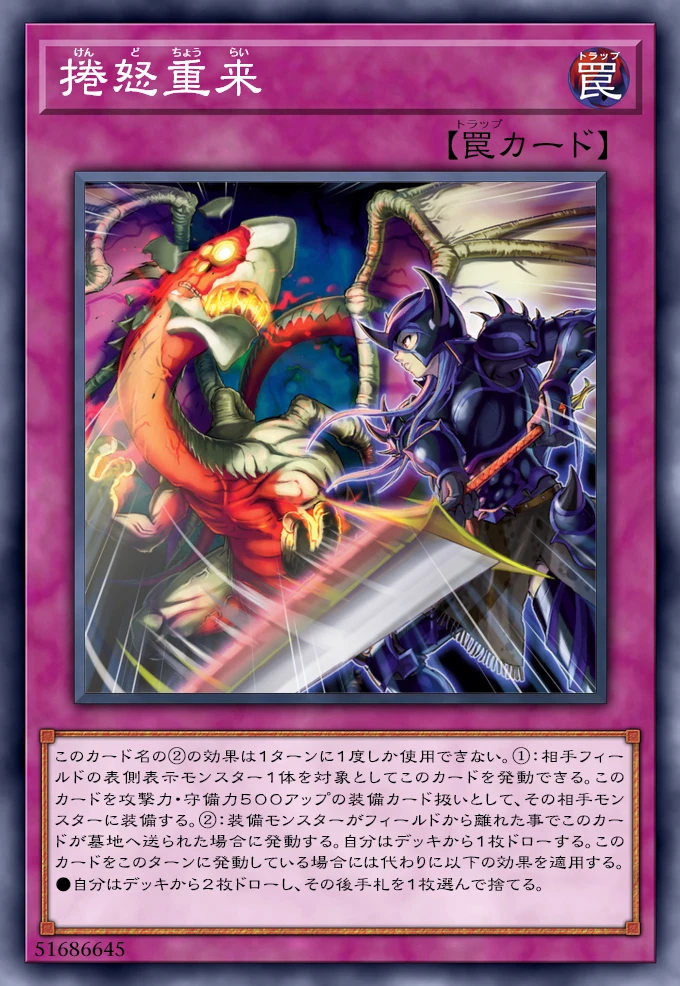 けん ど ちょう らい
捲怒重来
トラップ
罠
トラップ
【罠カード】
このカード名の②の効果は1ターンに1度しか使用できない。①:相手フィー
ルドの表側表示モンスター1体を対象としてこのカードを発動できる。この
カードを攻撃力・守備力500アップの装備カード扱いとして、その相手モン
スターに装備する。②:装備モンスターがフィールドから離れた事でこのカー
ドが墓地へ送られた場合に発動する。自分はデッキから1枚ドローする。この
カードをこのターンに発動している場合には代わりに以下の効果を適用する。
●自分はデッキから2枚ドローし、その後手札を1枚選んで捨てる。
51686645